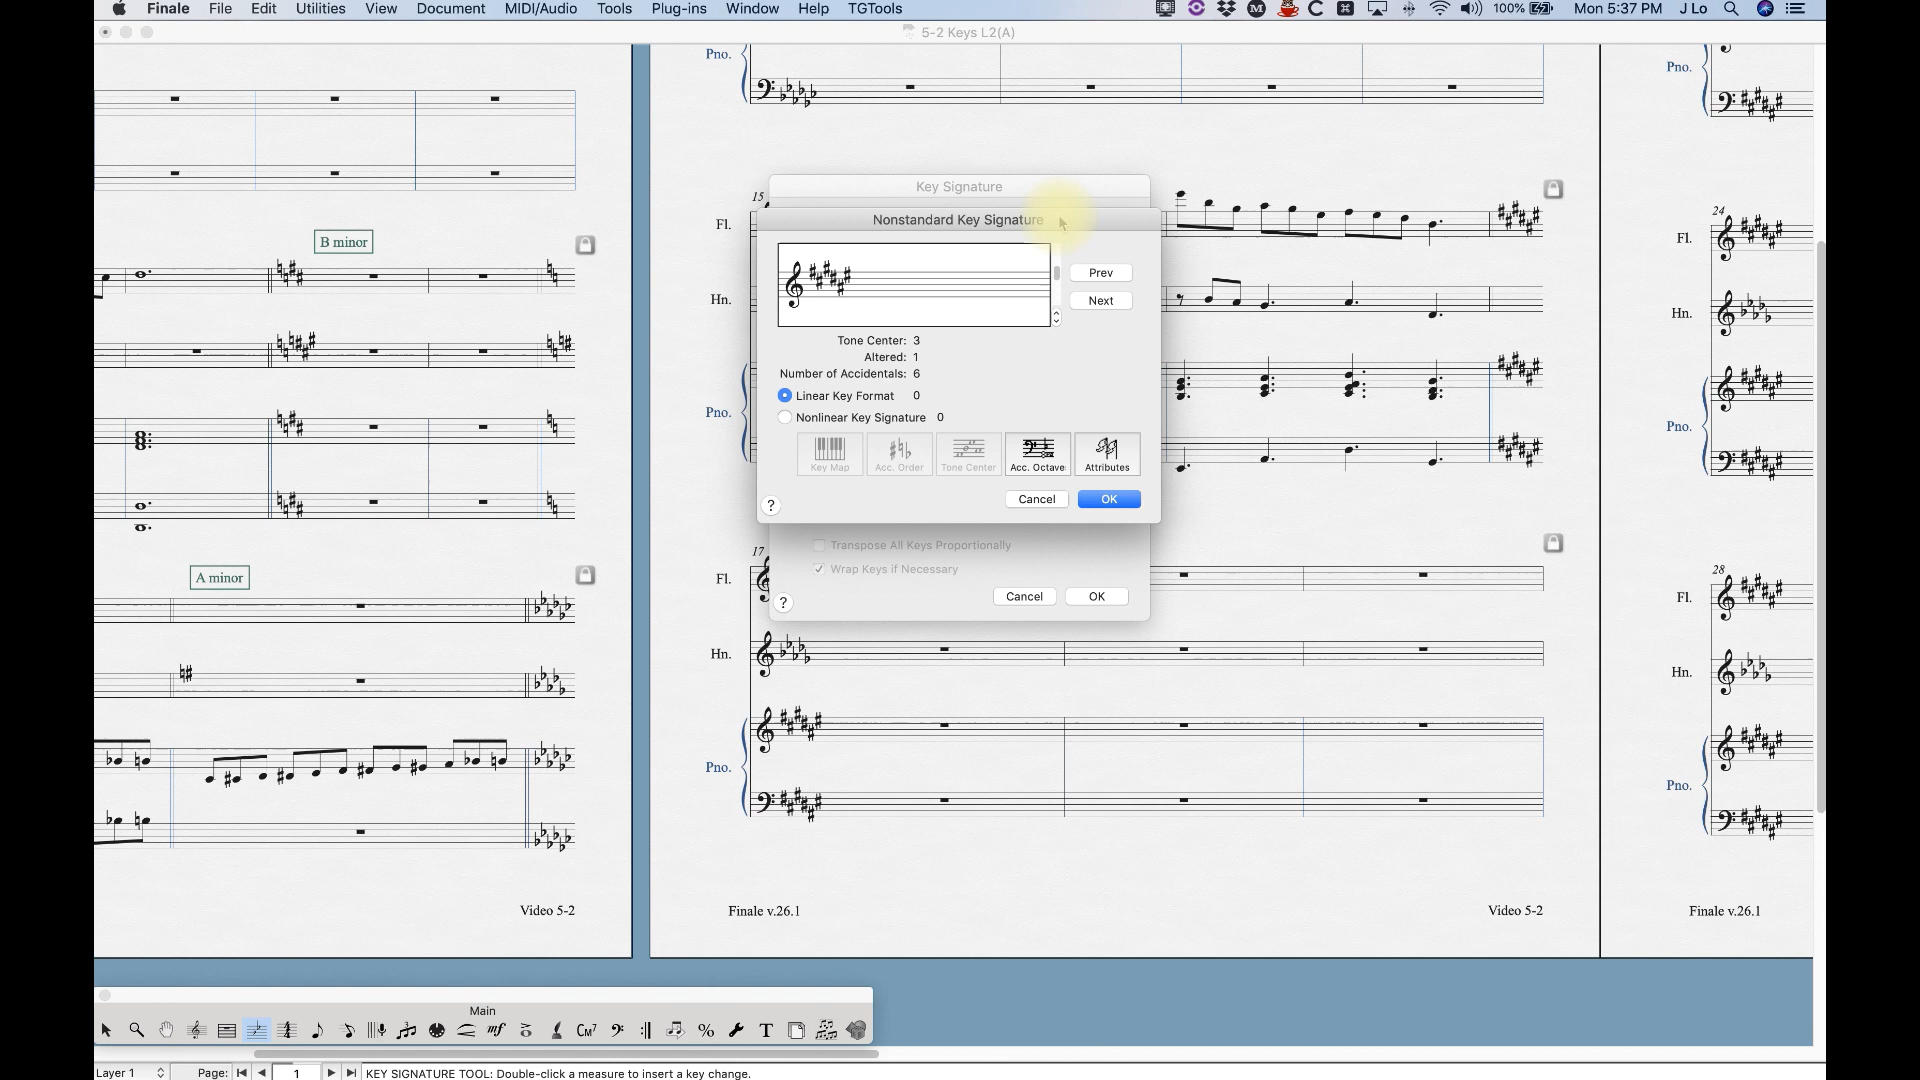 Finale File Edit Utilities View Document MIDI/Audio Tools Plug-ins Window Help TGTools 100% Mon 5:37 PM J Lo
5-2 Keys L2(A)
Pno.
Pno.
15
Key Signature
24
Fl.
Nonstandard Key Signature
Fl.
B minor
Prev
Hn.
Next
Hn.
Tone Center: 3
Altered: 1
Number of Accidentals: 6
Linear Key Format 0
Pno.
Nonlinear Key Signature 0
Pno.
Key Map Acc. Order Tone Center Acc. Octave Attributes
? Cancel OK
17
Transpose All Keys Proportionally
28
Fl.
Wrap Keys if Necessary
A minor
? Cancel OK
Fl.
Hn.
Hn.
Pno.
Pno.
Video 5-2
Finale v.26.1
Video 5-2
Finale v.26.1
Main
mf CM7 % T
Layer 1 Page: 1 KEY SIGNATURE TOOL: Double-click a measure to insert a key change.